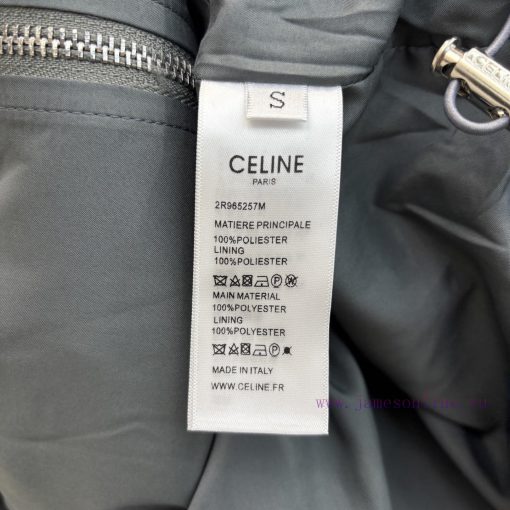 S
CELINE
PARIS
2R965257M
MATIERE PRINCIPALE
100%POLIESTER
LINING
100%POLIESTER
MAIN MATERIAL
100%POLYESTER
LINING
100%POLYESTER
MADE IN ITALY
WWW.CELINE.FR